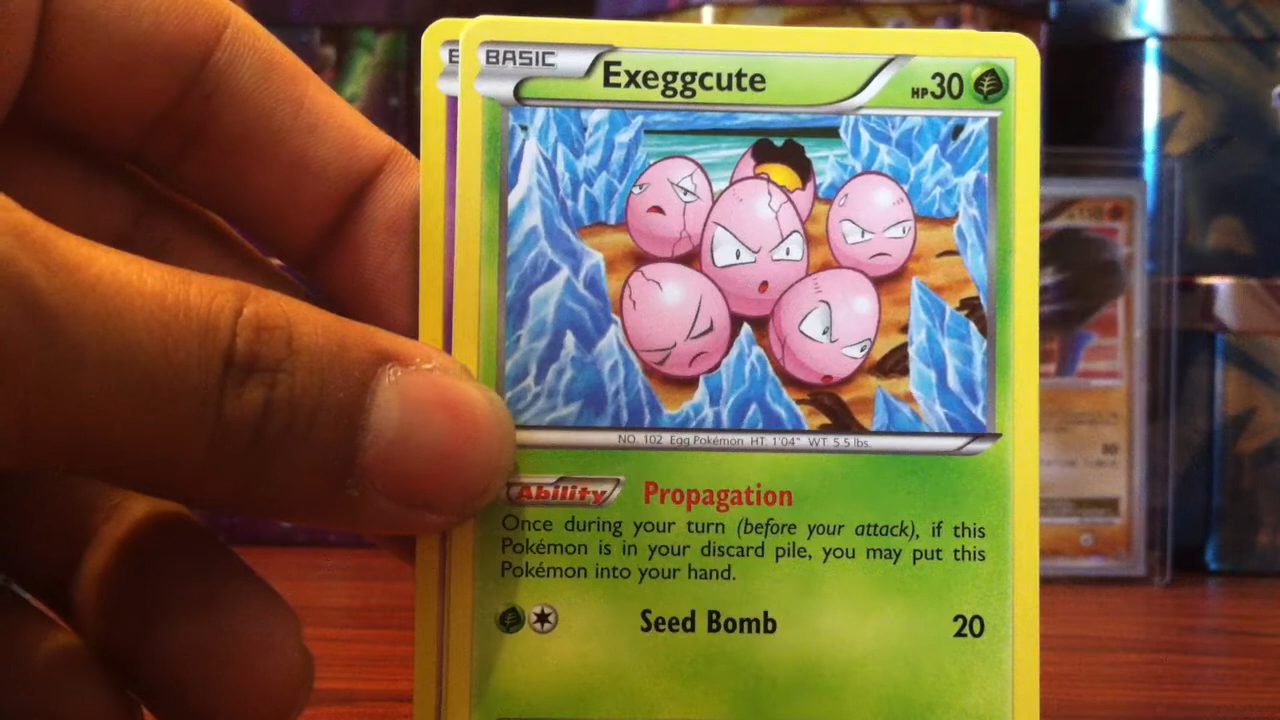 BASIC
Exeggcute
HP 30
NO. 102 Egg Pokémon HT: 1'04" WT: 5.5 lbs.
Ability Propagation
Once during your turn (before your attack), if this
Pokémon is in your discard pile, you may put this
Pokémon into your hand.
Seed Bomb 20